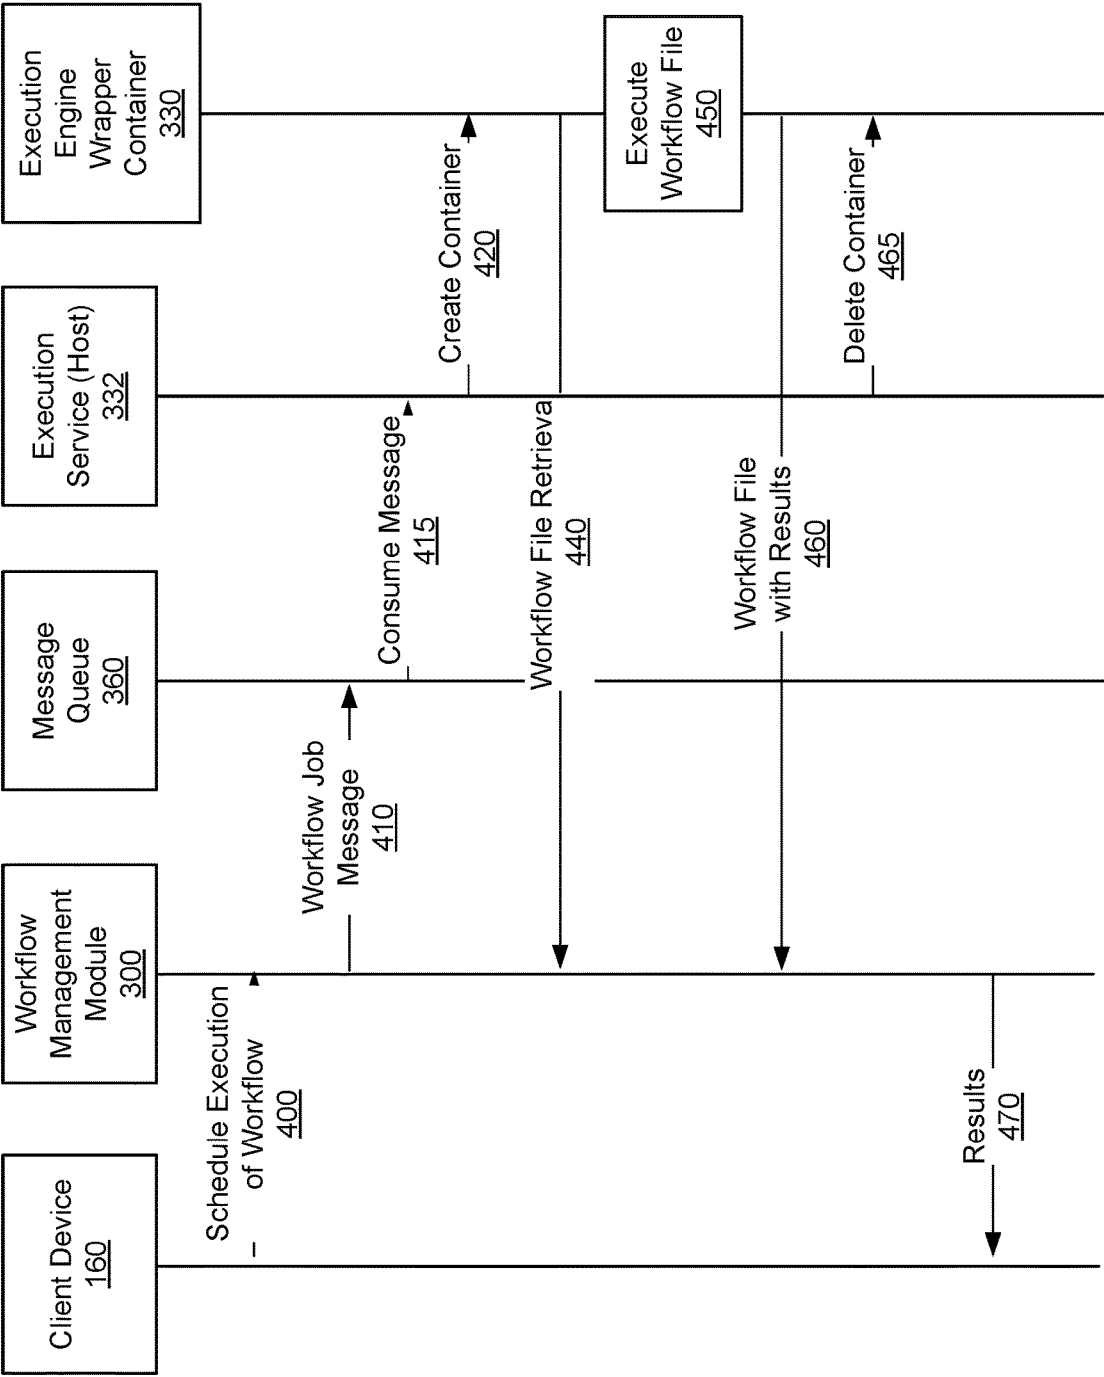 Client Device
160
Workflow
Management
Module
300
Message
Queue
360
Execution
Service (Host)
332
Execution
Engine
Wrapper
Container
330
Schedule Execution
of Workflow
400
Workflow Job
Message
410
Consume Message
415
Create Container
420
Workflow File Retrieva
440
Execute
Workflow File
450
Workflow File
with Results
460
Delete Container
465
Results
470